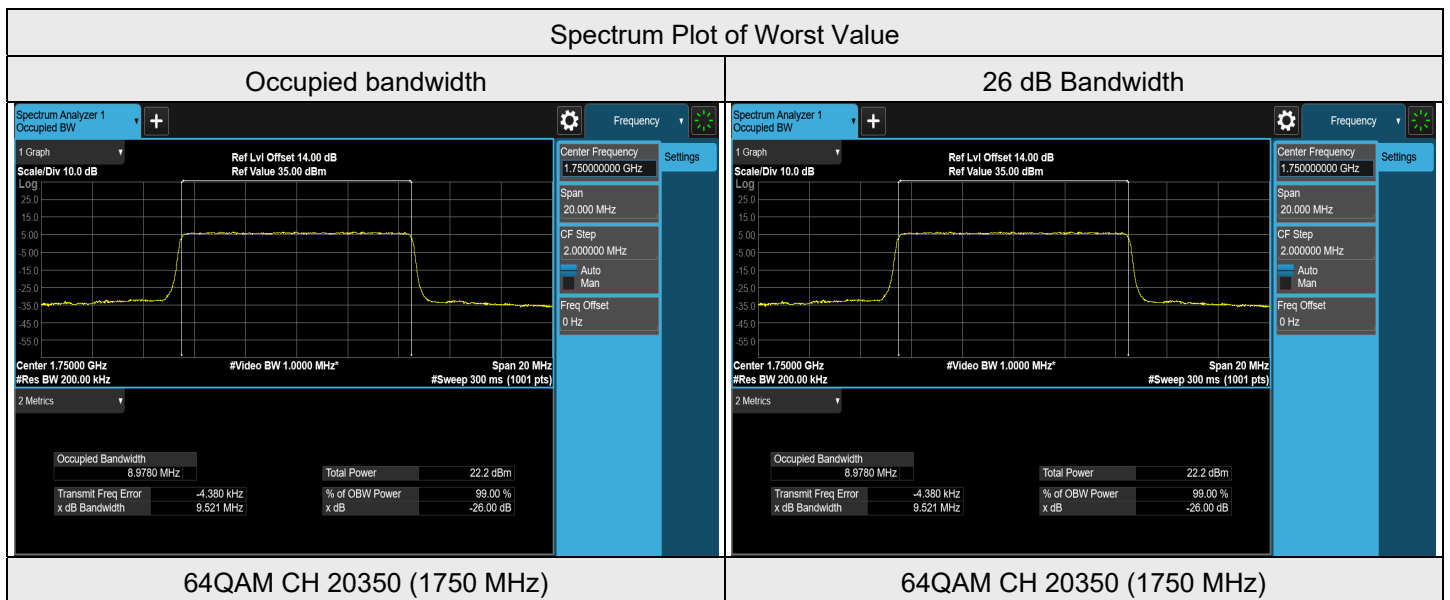 Spectrum Plot of Worst Value
Occupied bandwidth
26 dB Bandwidth
Spectrum Analyzer 1
Occupied BW
+
Frequency
1 Graph
Scale/Div 10.0 dB
Ref Lvl Offset 14.00 dB
Ref Value 35.00 dBm
Log
25.0
15.0
5.00
-5.00
-15.0
-25.0
-35.0
-45.0
-55.0
Center 1.75000 GHz
#Res BW 200.00 kHz
#Video BW 1.0000 MHz*
Span 20 MHz
#Sweep 300 ms (1001 pts)
Center Frequency
1.750000000 GHz
Settings
Span
20.000 MHz
CF Step
2.000000 MHz
Auto
Man
Freq Offset
0 Hz
2 Metrics
Occupied Bandwidth
8.9780 MHz
Total Power 22.2 dBm
Transmit Freq Error -4.380 kHz % of OBW Power 99.00 %
x dB Bandwidth 9.521 MHz x dB -26.00 dB
Spectrum Analyzer 1
Occupied BW
+
Frequency
1 Graph
Scale/Div 10.0 dB
Ref Lvl Offset 14.00 dB
Ref Value 35.00 dBm
Log
25.0
15.0
5.00
-5.00
-15.0
-25.0
-35.0
-45.0
-55.0
Center 1.75000 GHz
#Res BW 200.00 kHz
#Video BW 1.0000 MHz*
Span 20 MHz
#Sweep 300 ms (1001 pts)
Center Frequency
1.750000000 GHz
Settings
Span
20.000 MHz
CF Step
2.000000 MHz
Auto
Man
Freq Offset
0 Hz
2 Metrics
Occupied Bandwidth
8.9780 MHz
Total Power 22.2 dBm
Transmit Freq Error -4.380 kHz % of OBW Power 99.00 %
x dB Bandwidth 9.521 MHz x dB -26.00 dB
64QAM CH 20350 (1750 MHz)
64QAM CH 20350 (1750 MHz)